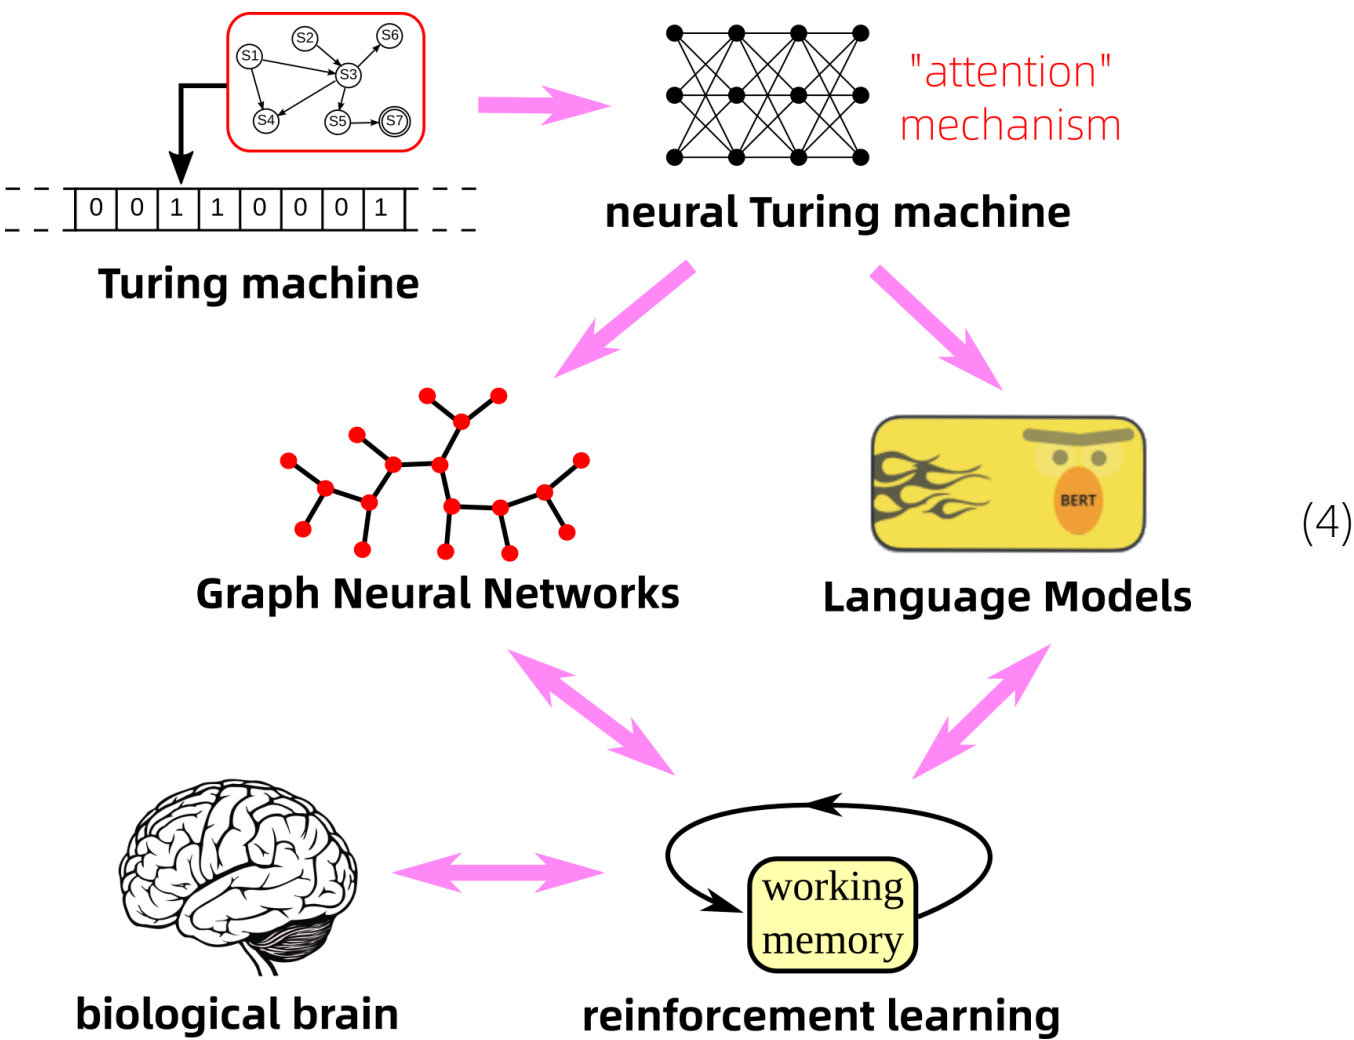 S1
S2
S6
S3
S4
S5
S7
"attention"
mechanism
0 0 1 1 0 0 0 1
neural Turing machine
Turing machine
BERT
(4)
Graph Neural Networks
Language Models
working
memory
biological brain
reinforcement learning